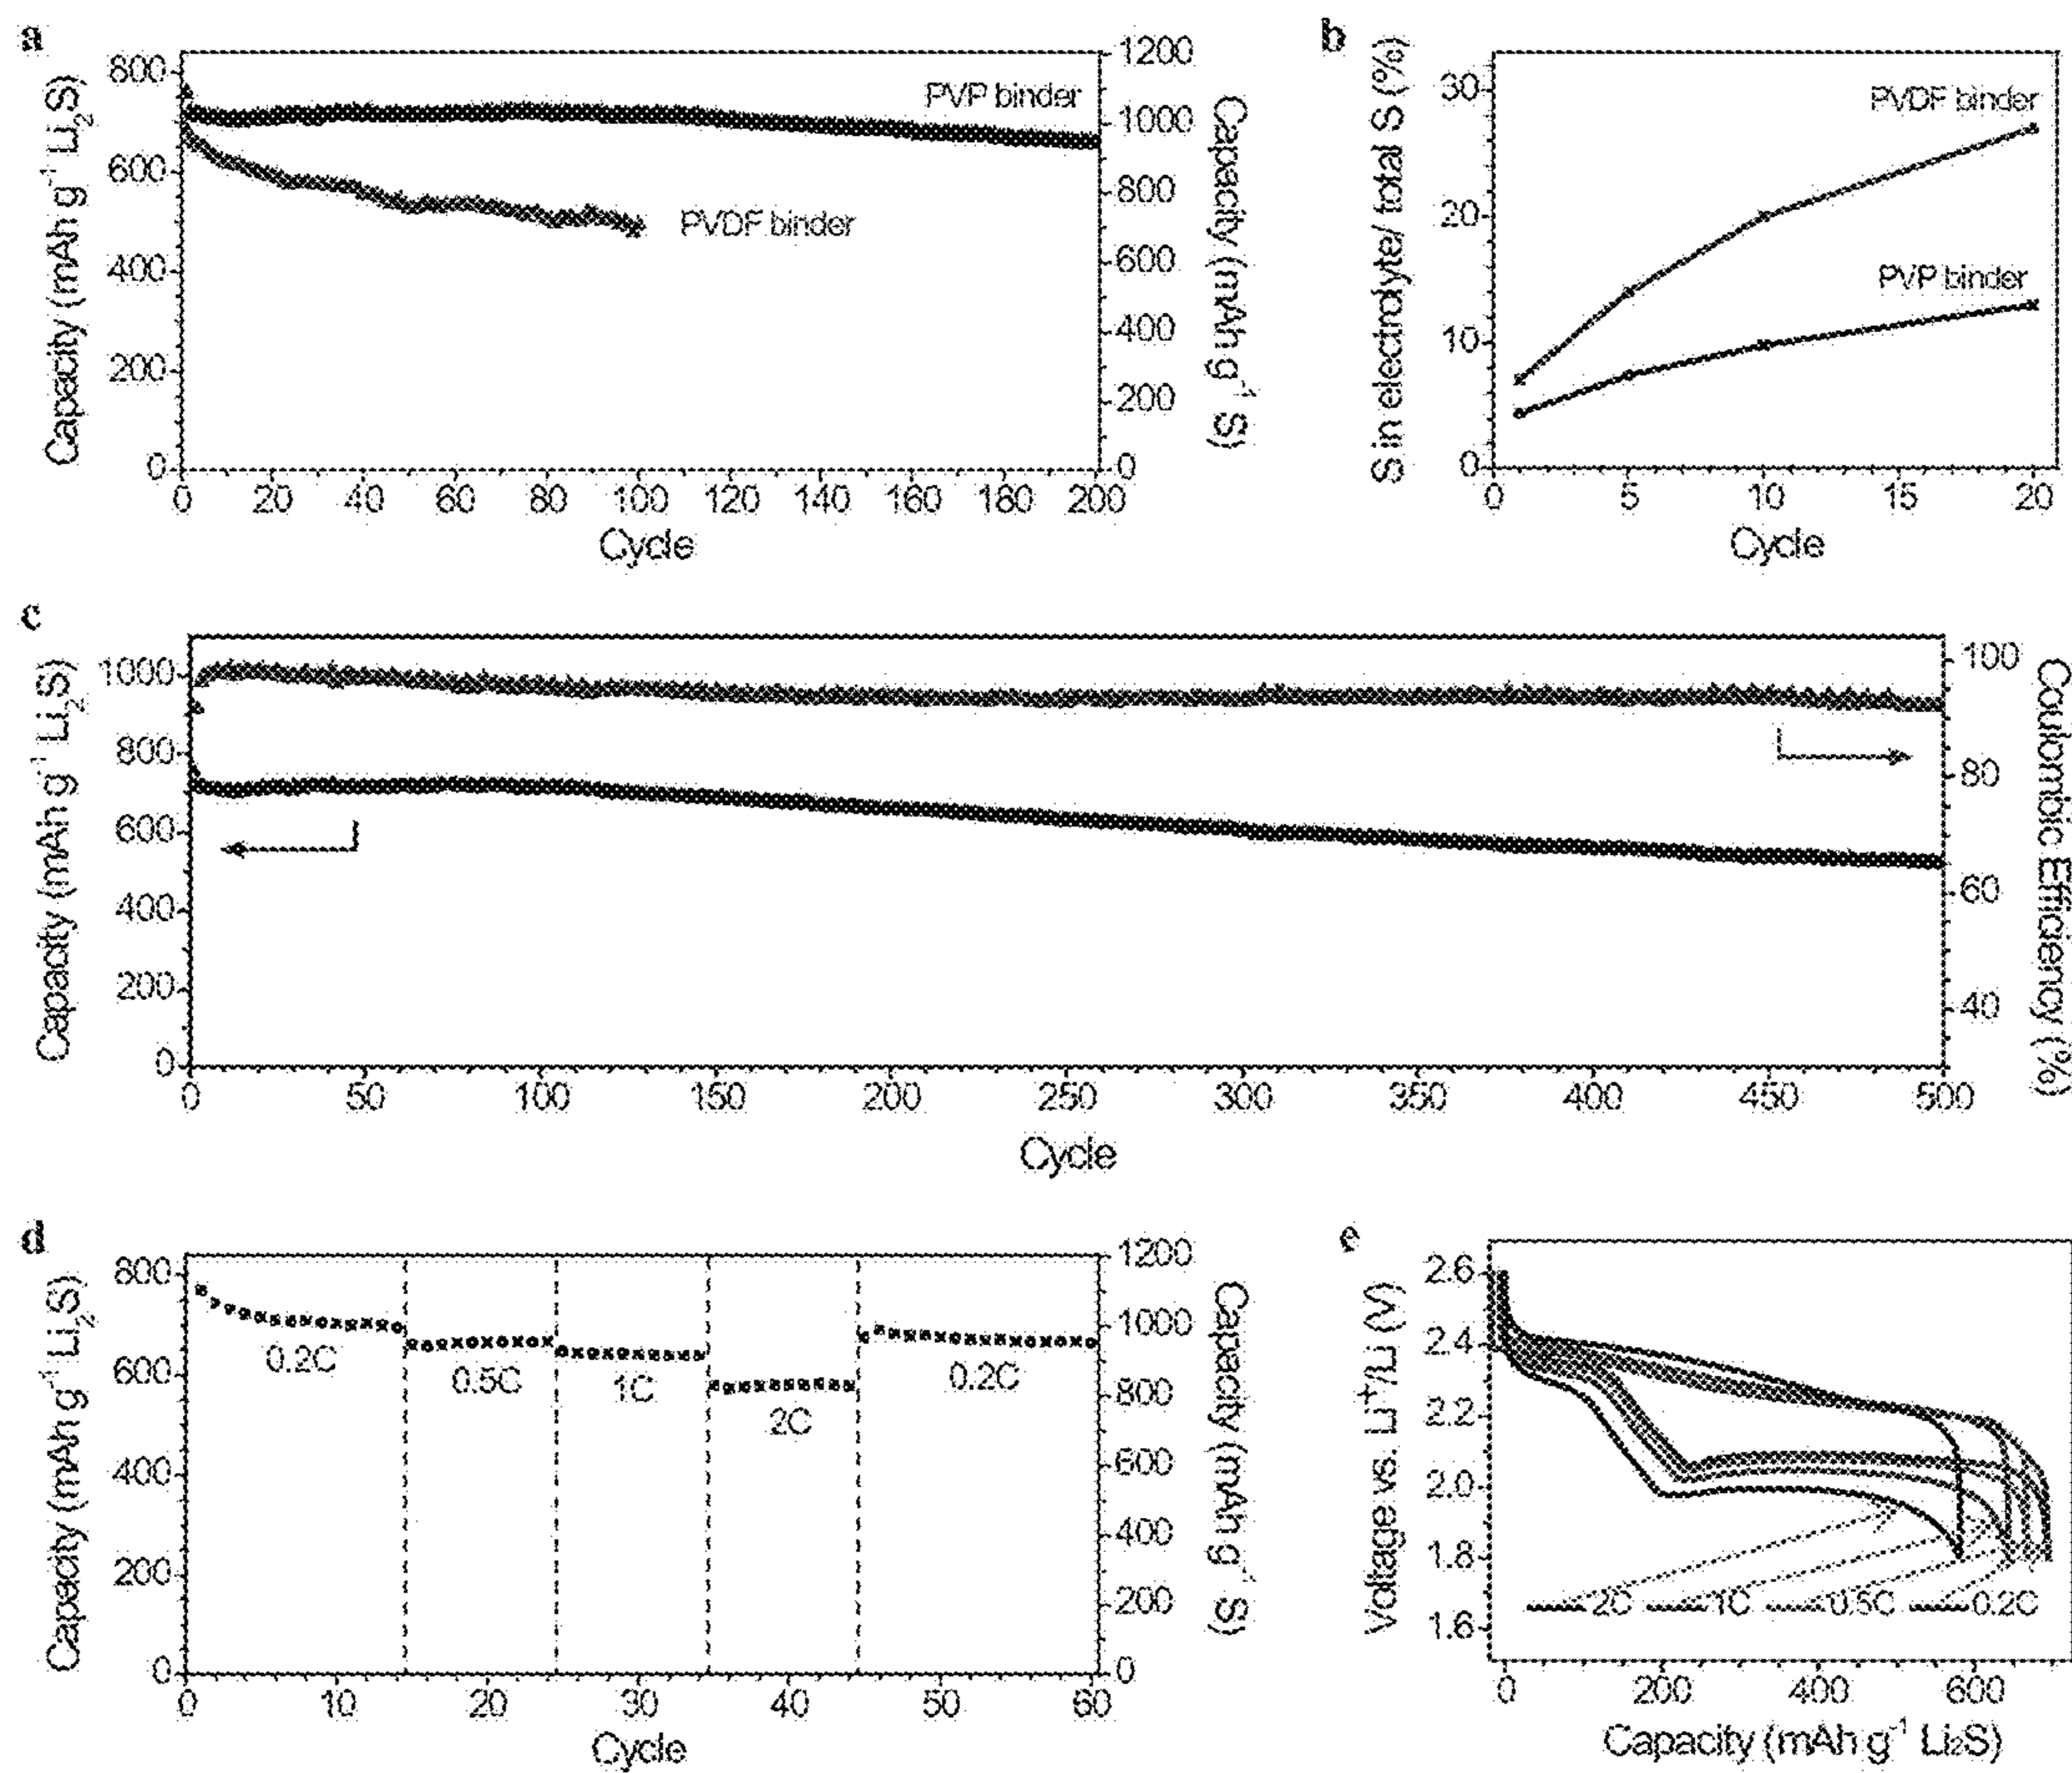 a
Capacity (mAh g⁻¹ Li₂S)
800
600
400
200
0
PVP binder
PVDF binder
1200
1000
800
600
400
200
0
Capacity (mAh g⁻¹ S)
0 20 40 60 80 100 120 140 160 180 200
Cycle
b
S in electrolyte/ total S (%)
30
20
10
0
PVDF binder
PVP binder
0 5 10 15 20
Cycle
c
Capacity (mAh g⁻¹ Li₂S)
1000
800
600
400
200
0
100
80
60
40
Coulombic Efficiency (%)
0 50 100 150 200 250 300 350 400 450 500
Cycle
d
Capacity (mAh g⁻¹ Li₂S)
800
600
400
200
0
0.2C
0.5C
1C
2C
0.2C
1200
1000
800
600
400
200
0
Capacity (mAh g⁻¹ S)
0 10 20 30 40 50 60
Cycle
e
Voltage vs. Li⁺/Li (V)
2.6
2.4
2.2
2.0
1.8
1.6
2C 1C 0.5C 0.2C
0 200 400 600
Capacity (mAh g⁻¹ Li₂S)